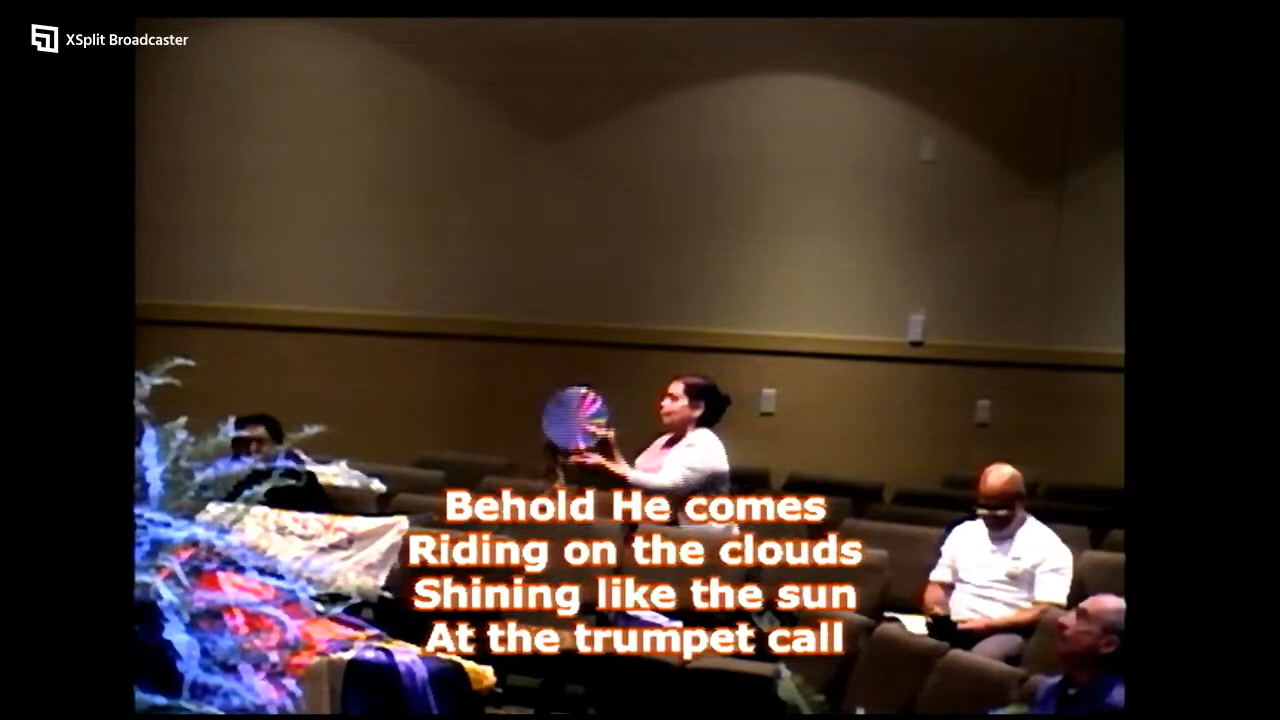 XSplit Broadcaster
Behold He comes
Riding on the clouds
Shining like the sun
At the trumpet call